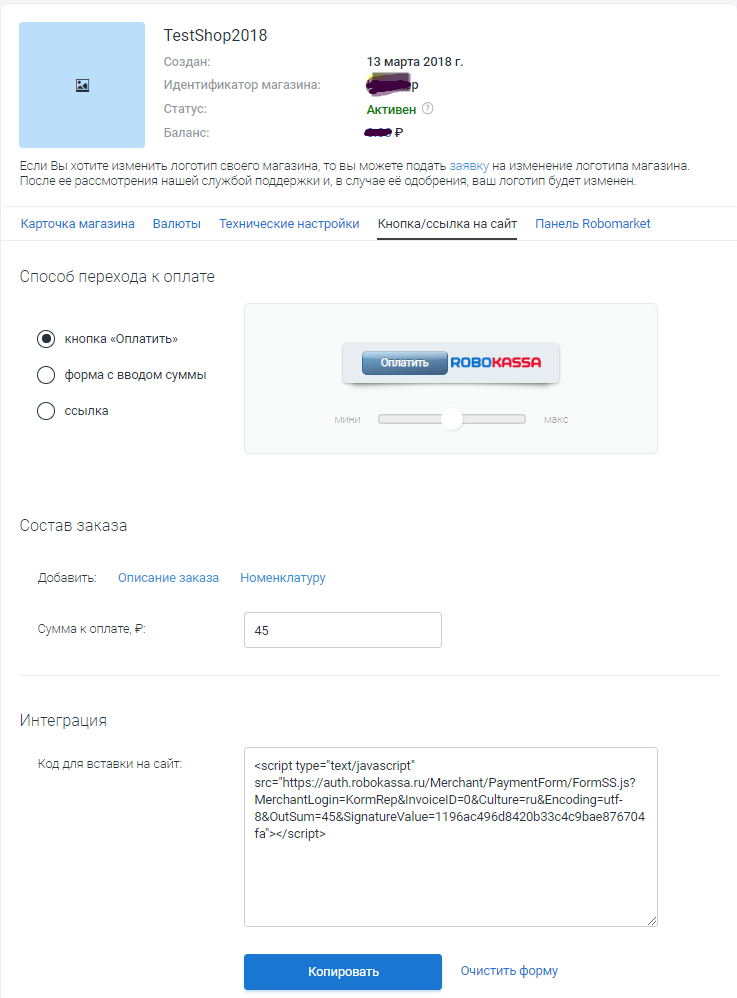 TestShop2018
Создан: 13 марта 2018 г.
Идентификатор магазина:
Статус: Активен ?
Баланс: ₽
Если Вы хотите изменить логотип своего магазина, то вы можете подать заявку на изменение логотипа магазина.
После ее рассмотрения нашей службой поддержки и, в случае её одобрения, ваш логотип будет изменен.
Карточка магазина Валюты Технические настройки Кнопка/ссылка на сайт Панель Robomarket
Способ перехода к оплате
кнопка «Оплатить»
форма с вводом суммы
ссылка
Оплатить ROBOKASSA
мини макс
Состав заказа
Добавить: Описание заказа Номенклатуру
Сумма к оплате, ₽: 45
Интеграция
Код для вставки на сайт:
<script type="text/javascript"
src="https://auth.robokassa.ru/Merchant/PaymentForm/FormSS.js?
MerchantLogin=KormRep&InvoiceID=0&Culture=ru&Encoding=utf-
8&OutSum=45&SignatureValue=1196ac496d8420b33c4c9bae876704
fa"></script>
Копировать Очистить форму